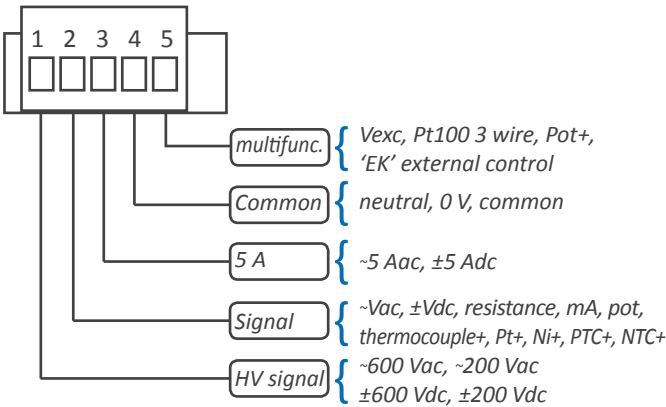 1 2 3 4 5
multifunc. Vexc, Pt100 3 wire, Pot+,
‘EK’ external control
Common neutral, 0 V, common
5 A ~5 Aac, ±5 Adc
Signal ~Vac, ±Vdc, resistance, mA, pot,
thermocouple+, Pt+, Ni+, PTC+, NTC+
HV signal ~600 Vac, ~200 Vac
±600 Vdc, ±200 Vdc